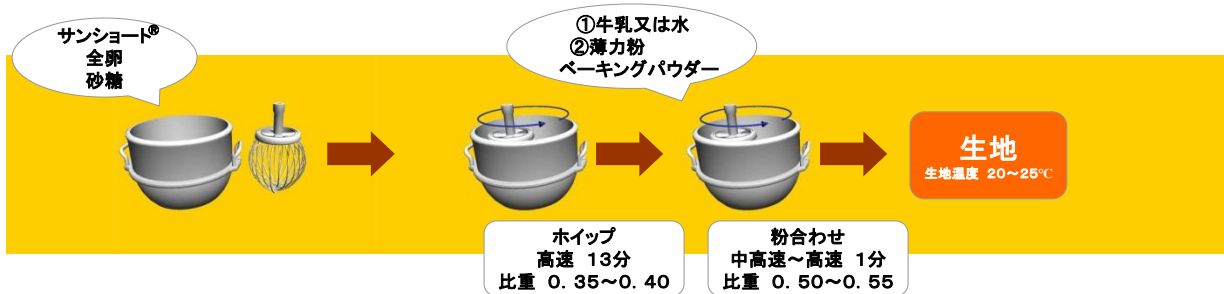 サンショート®
全卵
砂糖
①牛乳又は水
②薄力粉
ベーキングパウダー
生地
生地温度 20～25℃
ホイップ
高速 13分
比重 0.35～0.40
粉合わせ
中高速～高速 1分
比重 0.50～0.55